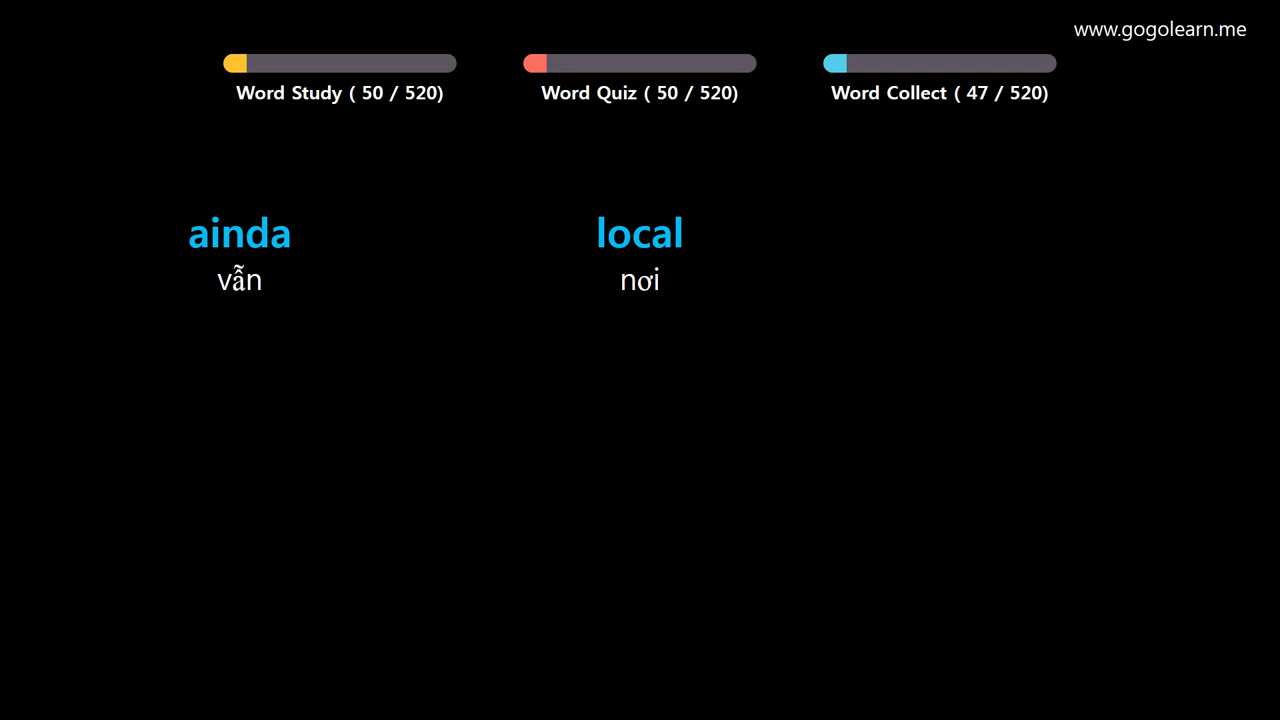 www.gogolearn.me
Word Study ( 50 / 520)
Word Quiz ( 50 / 520)
Word Collect ( 47 / 520)
ainda
vẫn
local
nơi